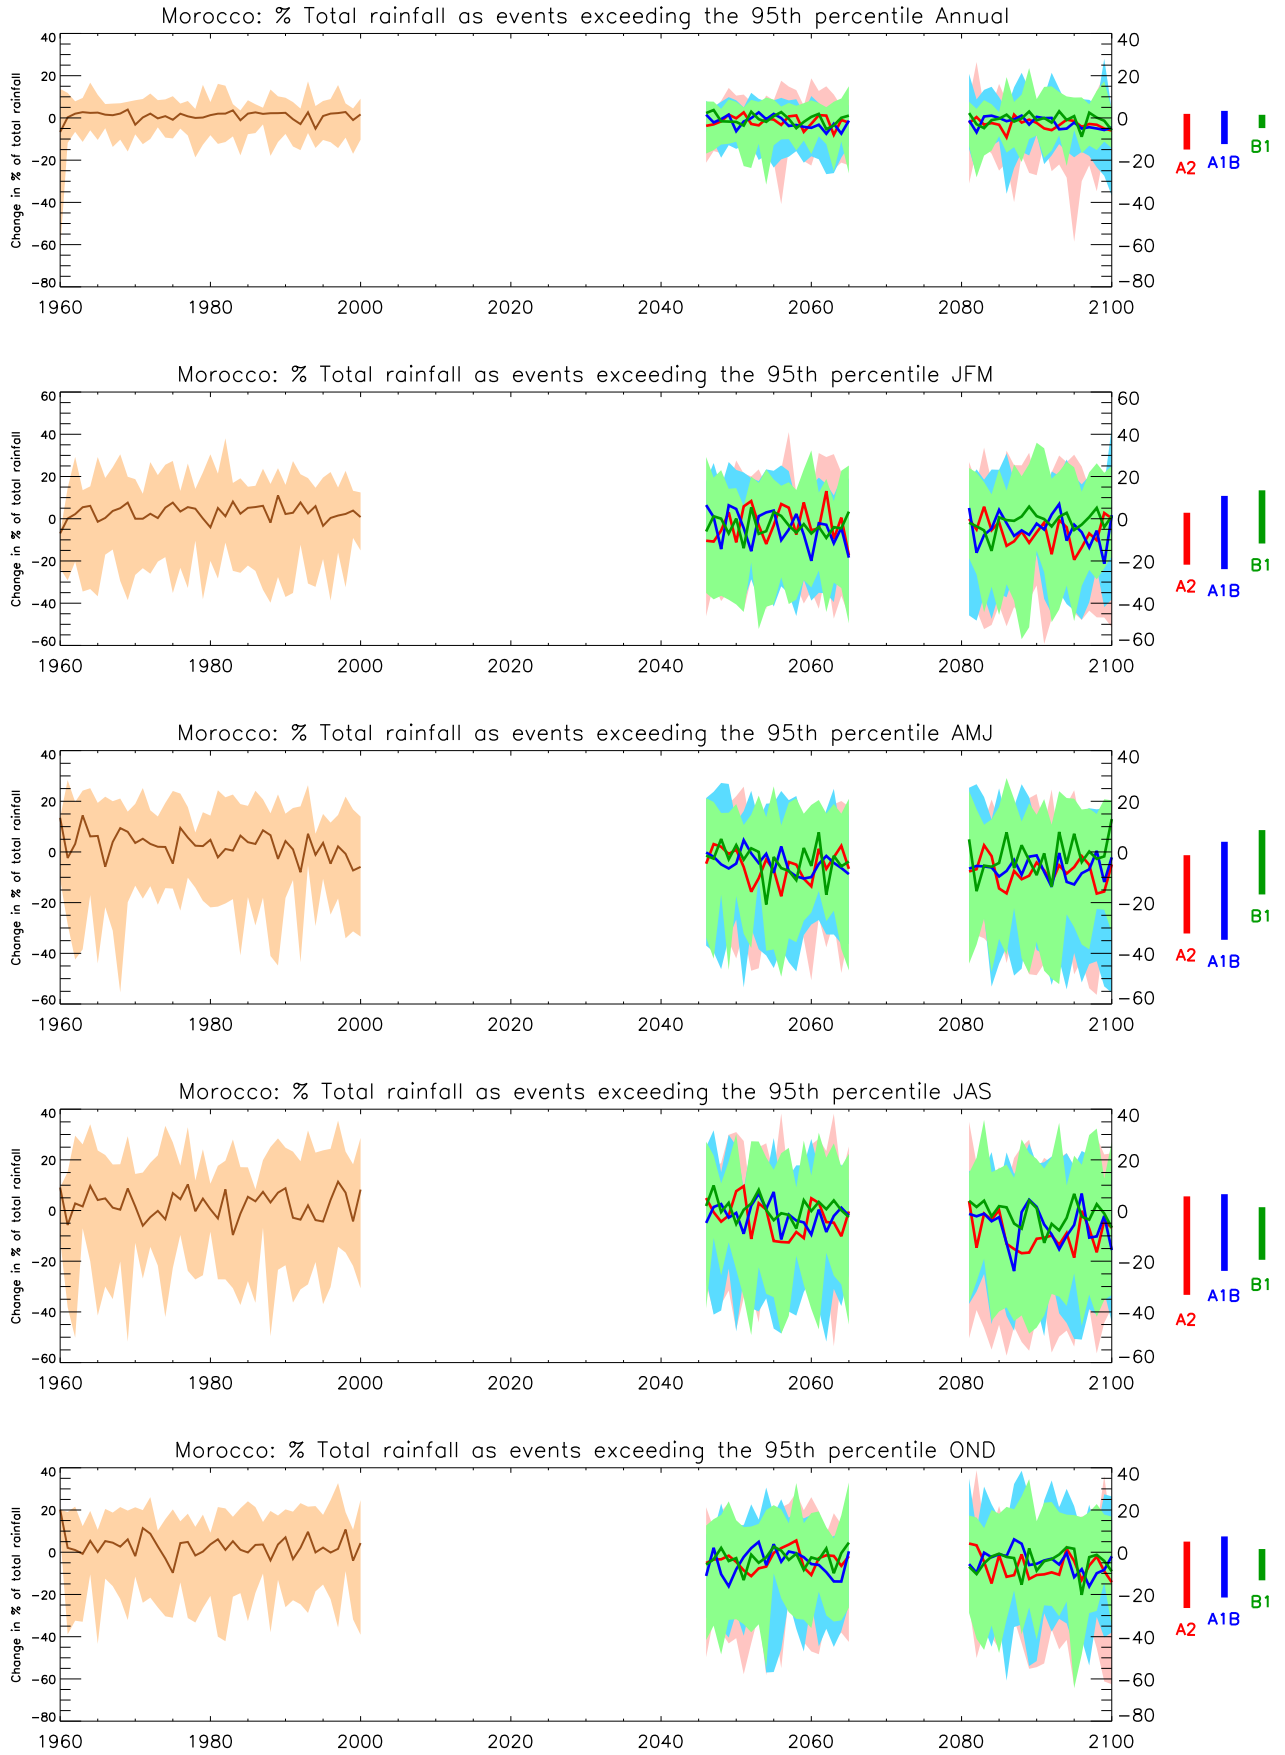 Morocco: % Total rainfall as events exceeding the 95th percentile Annual
Change in % of total rainfall
40 20 0 −20 −40 −60 −80
40 20 0 −20 −40 −60 −80
A2 A1B B1
1960 1980 2000 2020 2040 2060 2080 2100
Morocco: % Total rainfall as events exceeding the 95th percentile JFM
Change in % of total rainfall
60 40 20 0 −20 −40 −60
60 40 20 0 −20 −40 −60
A2 A1B B1
1960 1980 2000 2020 2040 2060 2080 2100
Morocco: % Total rainfall as events exceeding the 95th percentile AMJ
Change in % of total rainfall
40 20 0 −20 −40 −60
40 20 0 −20 −40 −60
A2 A1B B1
1960 1980 2000 2020 2040 2060 2080 2100
Morocco: % Total rainfall as events exceeding the 95th percentile JAS
Change in % of total rainfall
40 20 0 −20 −40 −60
40 20 0 −20 −40 −60
A2 A1B B1
1960 1980 2000 2020 2040 2060 2080 2100
Morocco: % Total rainfall as events exceeding the 95th percentile OND
Change in % of total rainfall
40 20 0 −20 −40 −60 −80
40 20 0 −20 −40 −60 −80
A2 A1B B1
1960 1980 2000 2020 2040 2060 2080 2100